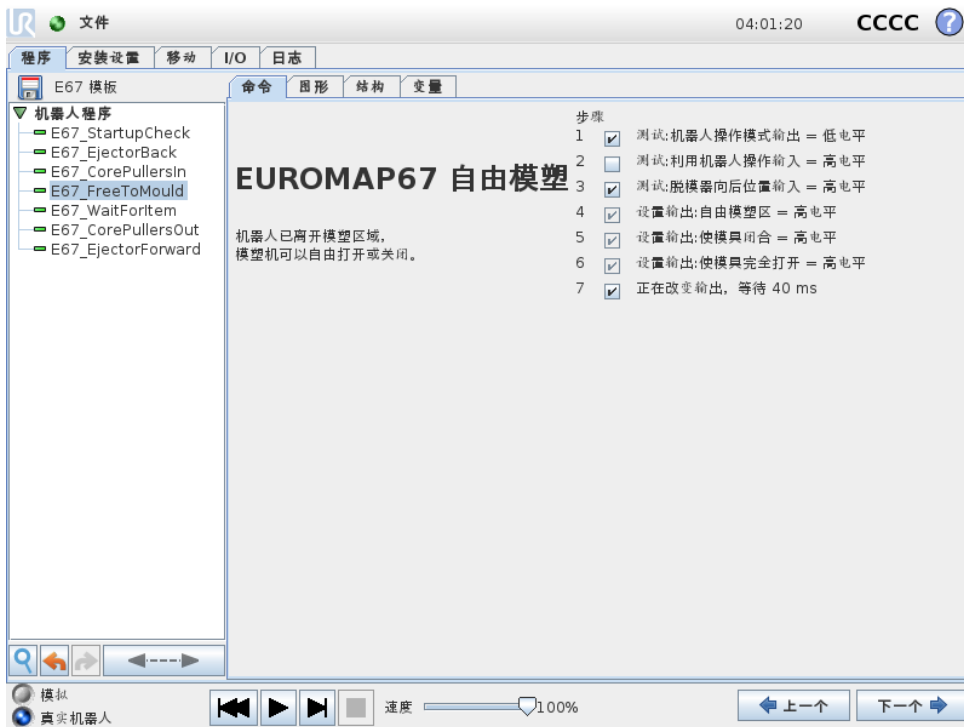 UR 文件 04:01:20 CCCC ?
程序 安装设置 移动 I/O 日志
E67 模板
命令 图形 结构 变量
机器人程序
E67_StartupCheck
E67_EjectorBack
E67_CorePullersIn
E67_FreeToMould
E67_WaitForItem
E67_CorePullersOut
E67_EjectorForward
EUROMAP67 自由模塑
机器人已离开模塑区域,
模塑机可以自由打开或关闭。
步骤
1 测试:机器人操作模式输出 = 低电平
2 测试:利用机器人操作输入 = 高电平
3 测试:脱模器向后位置输入 = 高电平
4 设置输出:自由模塑区 = 高电平
5 设置输出:使模具闭合 = 高电平
6 设置输出:使模具完全打开 = 高电平
7 正在改变输出, 等待 40 ms
模拟
真实机器人
速度 100%
上一个 下一个